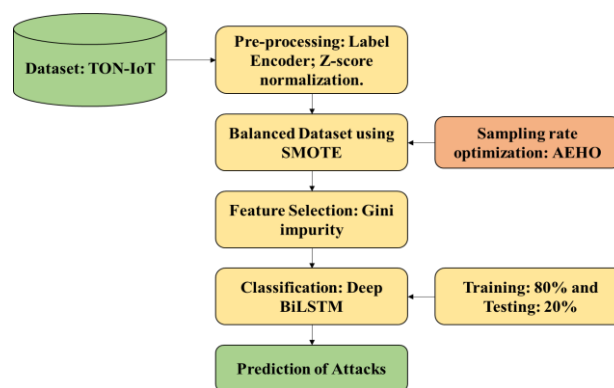 Dataset: TON-IoT
Pre-processing: Label
Encoder; Z-score
normalization.
Balanced Dataset using
SMOTE
Sampling rate
optimization: AEHO
Feature Selection: Gini
impurity
Classification: Deep
BiLSTM
Training: 80% and
Testing: 20%
Prediction of Attacks